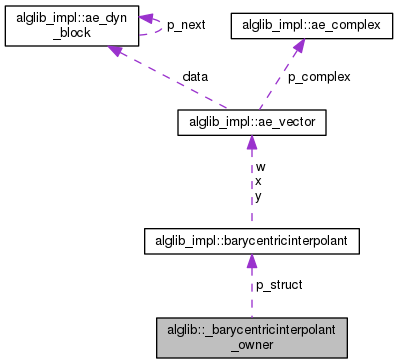 alglib_impl::ae_dyn
_block
p_next
alglib_impl::ae_complex
data
p_complex
alglib_impl::ae_vector
w
x
y
alglib_impl::barycentricinterpolant
p_struct
alglib::_barycentricinterpolant
_owner